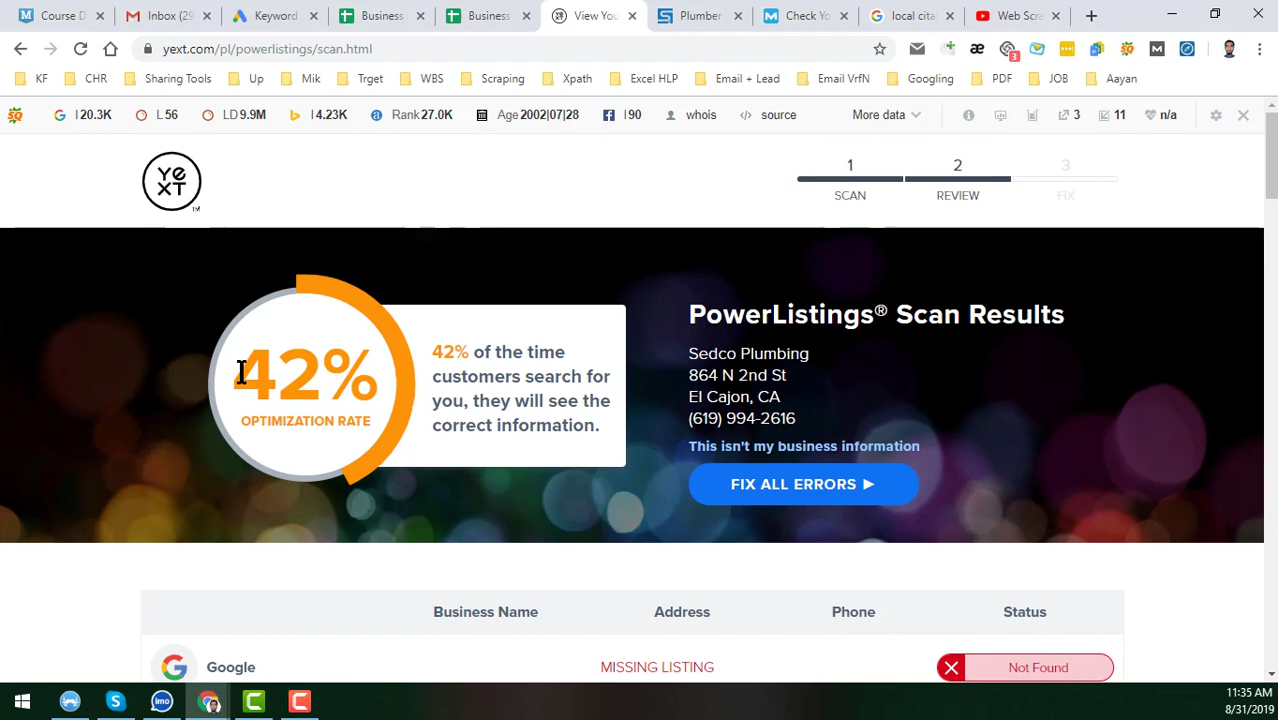 Course D
Inbox (29
Keyword
Business
Business
View You
Plumber
Check Yo
local cita
Web Scra
yext.com/pl/powerlistings/scan.html
3
KF
CHR
Sharing Tools
Up
Mik
Trget
WBS
Scraping
Xpath
Excel HLP
Email + Lead
Email VrfN
Googling
PDF
JOB
Aayan
I 20.3K
L 56
LD 9.9M
I 4.23K
Rank 27.0K
Age 2002|07|28
I 90
whois
source
More data
3
11
n/a
YEXT
TM
1
2
3
SCAN
REVIEW
FIX
42%
OPTIMIZATION RATE
42% of the time
customers search for
you, they will see the
correct information.
PowerListings® Scan Results
Sedco Plumbing
864 N 2nd St
El Cajon, CA
(619) 994-2616
This isn't my business information
FIX ALL ERRORS ▶
Business Name
Address
Phone
Status
Google
MISSING LISTING
Not Found
imo
11:35 AM
8/31/2019